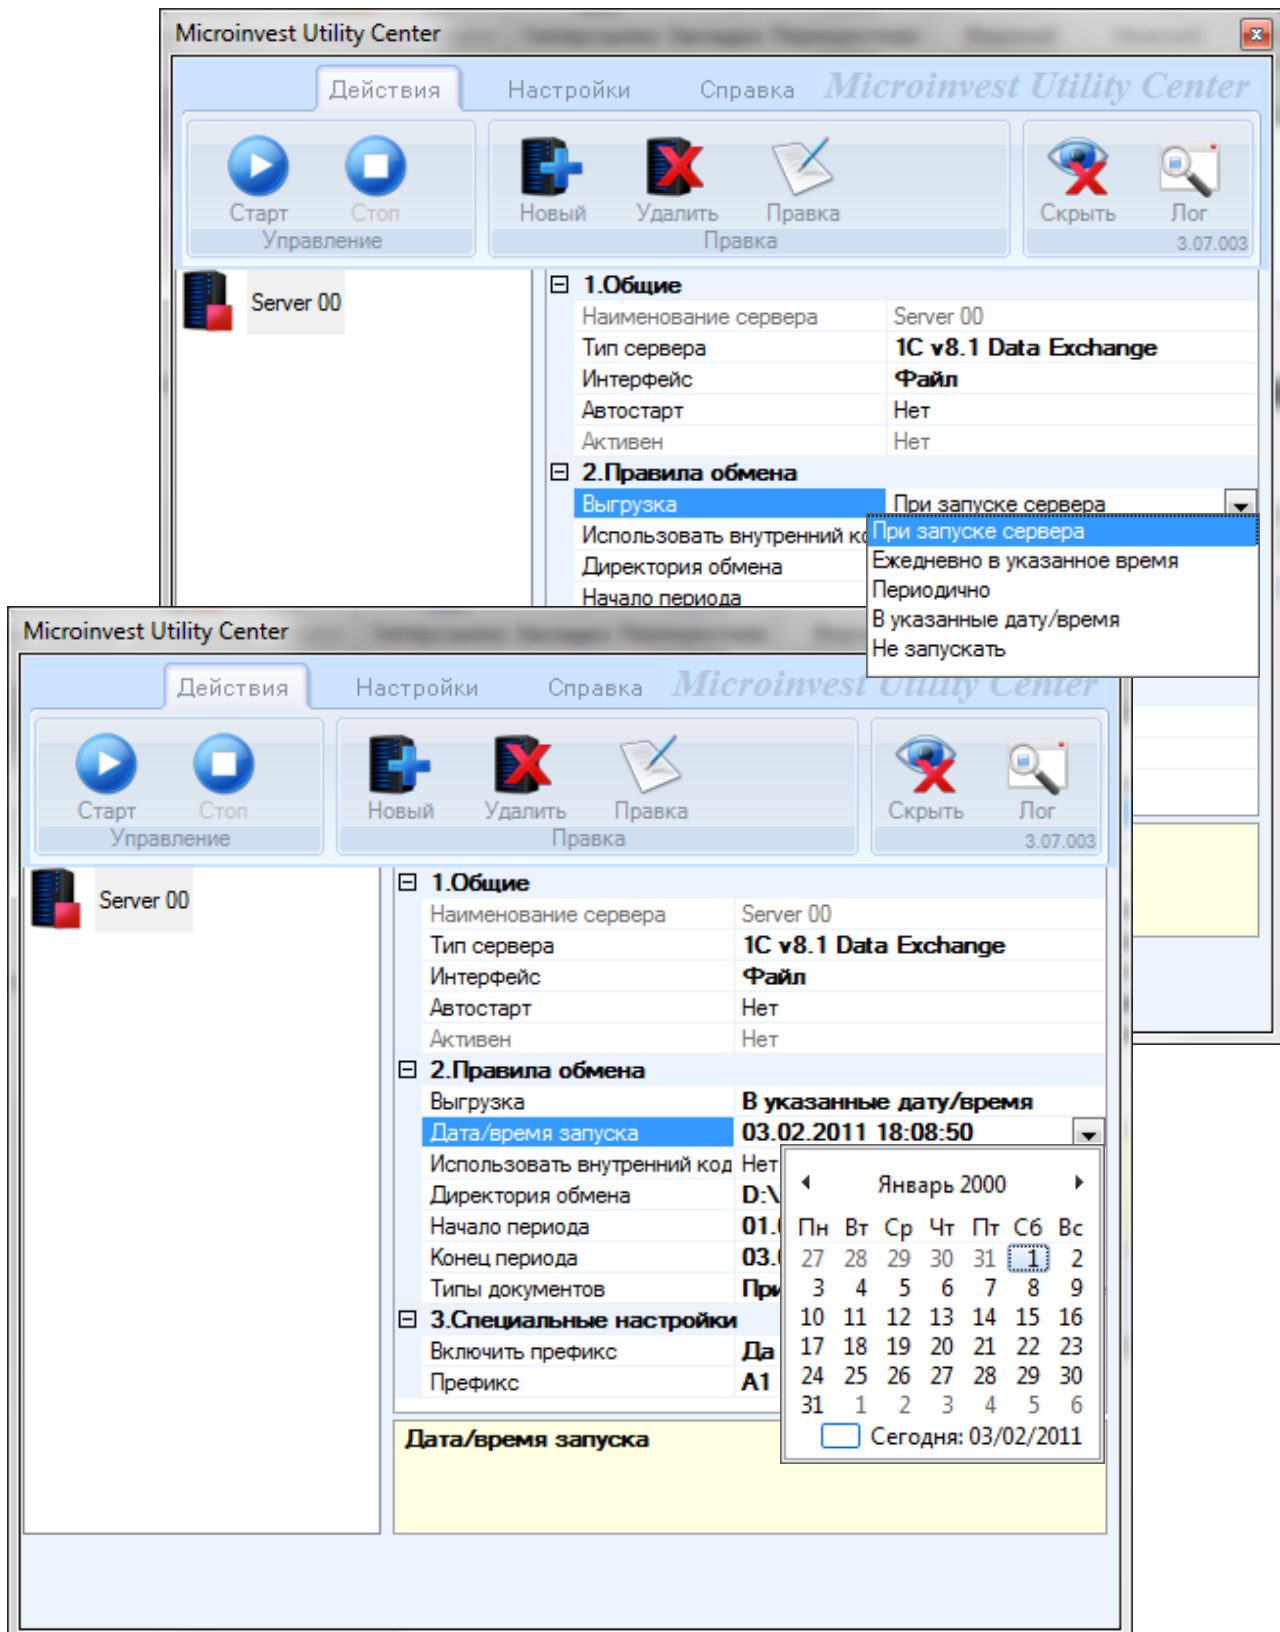 Microinvest Utility Center
Действия Настройки Справка Microinvest Utility Center
Старт Стоп Новый Удалить Правка Скрыть Лог
Управление Правка 3.07.003
Server 00
1.Общие
Наименование сервера Server 00
Тип сервера 1C v8.1 Data Exchange
Интерфейс Файл
Автостарт Нет
Активен Нет
2.Правила обмена
Выгрузка При запуске сервера
Использовать внутренний
Директория обмена
Начало периода
При запуске сервера
Ежедневно в указанное время
Периодично
В указанные дату/время
Не запускать
Microinvest Utility Center
Действия Настройки Справка Microinvest Utility Center
Старт Стоп Новый Удалить Правка Скрыть Лог
Управление Правка 3.07.003
Server 00
1.Общие
Наименование сервера Server 00
Тип сервера 1C v8.1 Data Exchange
Интерфейс Файл
Автостарт Нет
Активен Нет
2.Правила обмена
Выгрузка В указанные дату/время
Дата/время запуска 03.02.2011 18:08:50
Использовать внутренний код Нет
Директория обмена D:\
Начало периода 01.
Конец периода 03.
Типы документов При
3.Специальные настройки
Включить префикс Да
Префикс A1
Январь 2000
Пн Вт Ср Чт Пт Сб Вс
27 28 29 30 31 1 2
3 4 5 6 7 8 9
10 11 12 13 14 15 16
17 18 19 20 21 22 23
24 25 26 27 28 29 30
31 1 2 3 4 5 6
Сегодня: 03/02/2011
Дата/время запуска